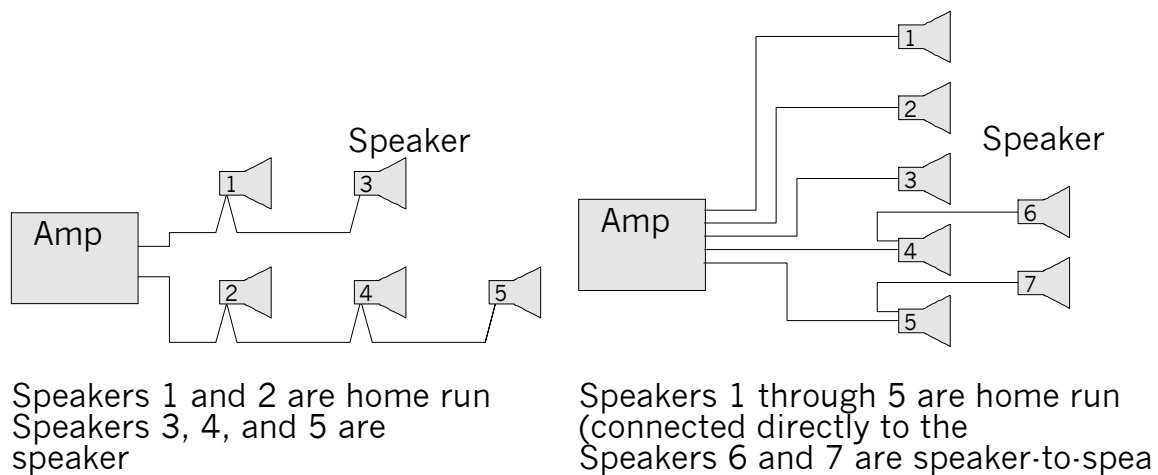 Speaker
1
3
Amp
2
4
5
Speakers 1 and 2 are home run
Speakers 3, 4, and 5 are
speaker
1
2
Speaker
3
Amp
6
4
7
5
Speakers 1 through 5 are home run
(connected directly to the
Speakers 6 and 7 are speaker-to-spea